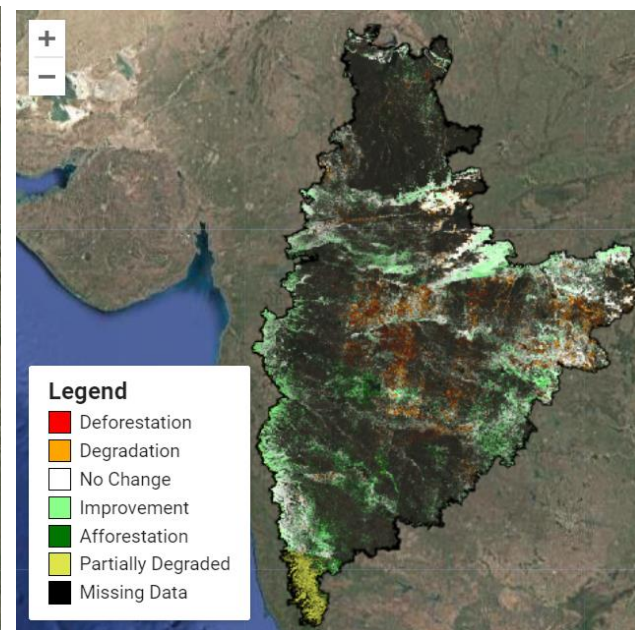 +
−
Legend
Deforestation
Degradation
No Change
Improvement
Afforestation
Partially Degraded
Missing Data